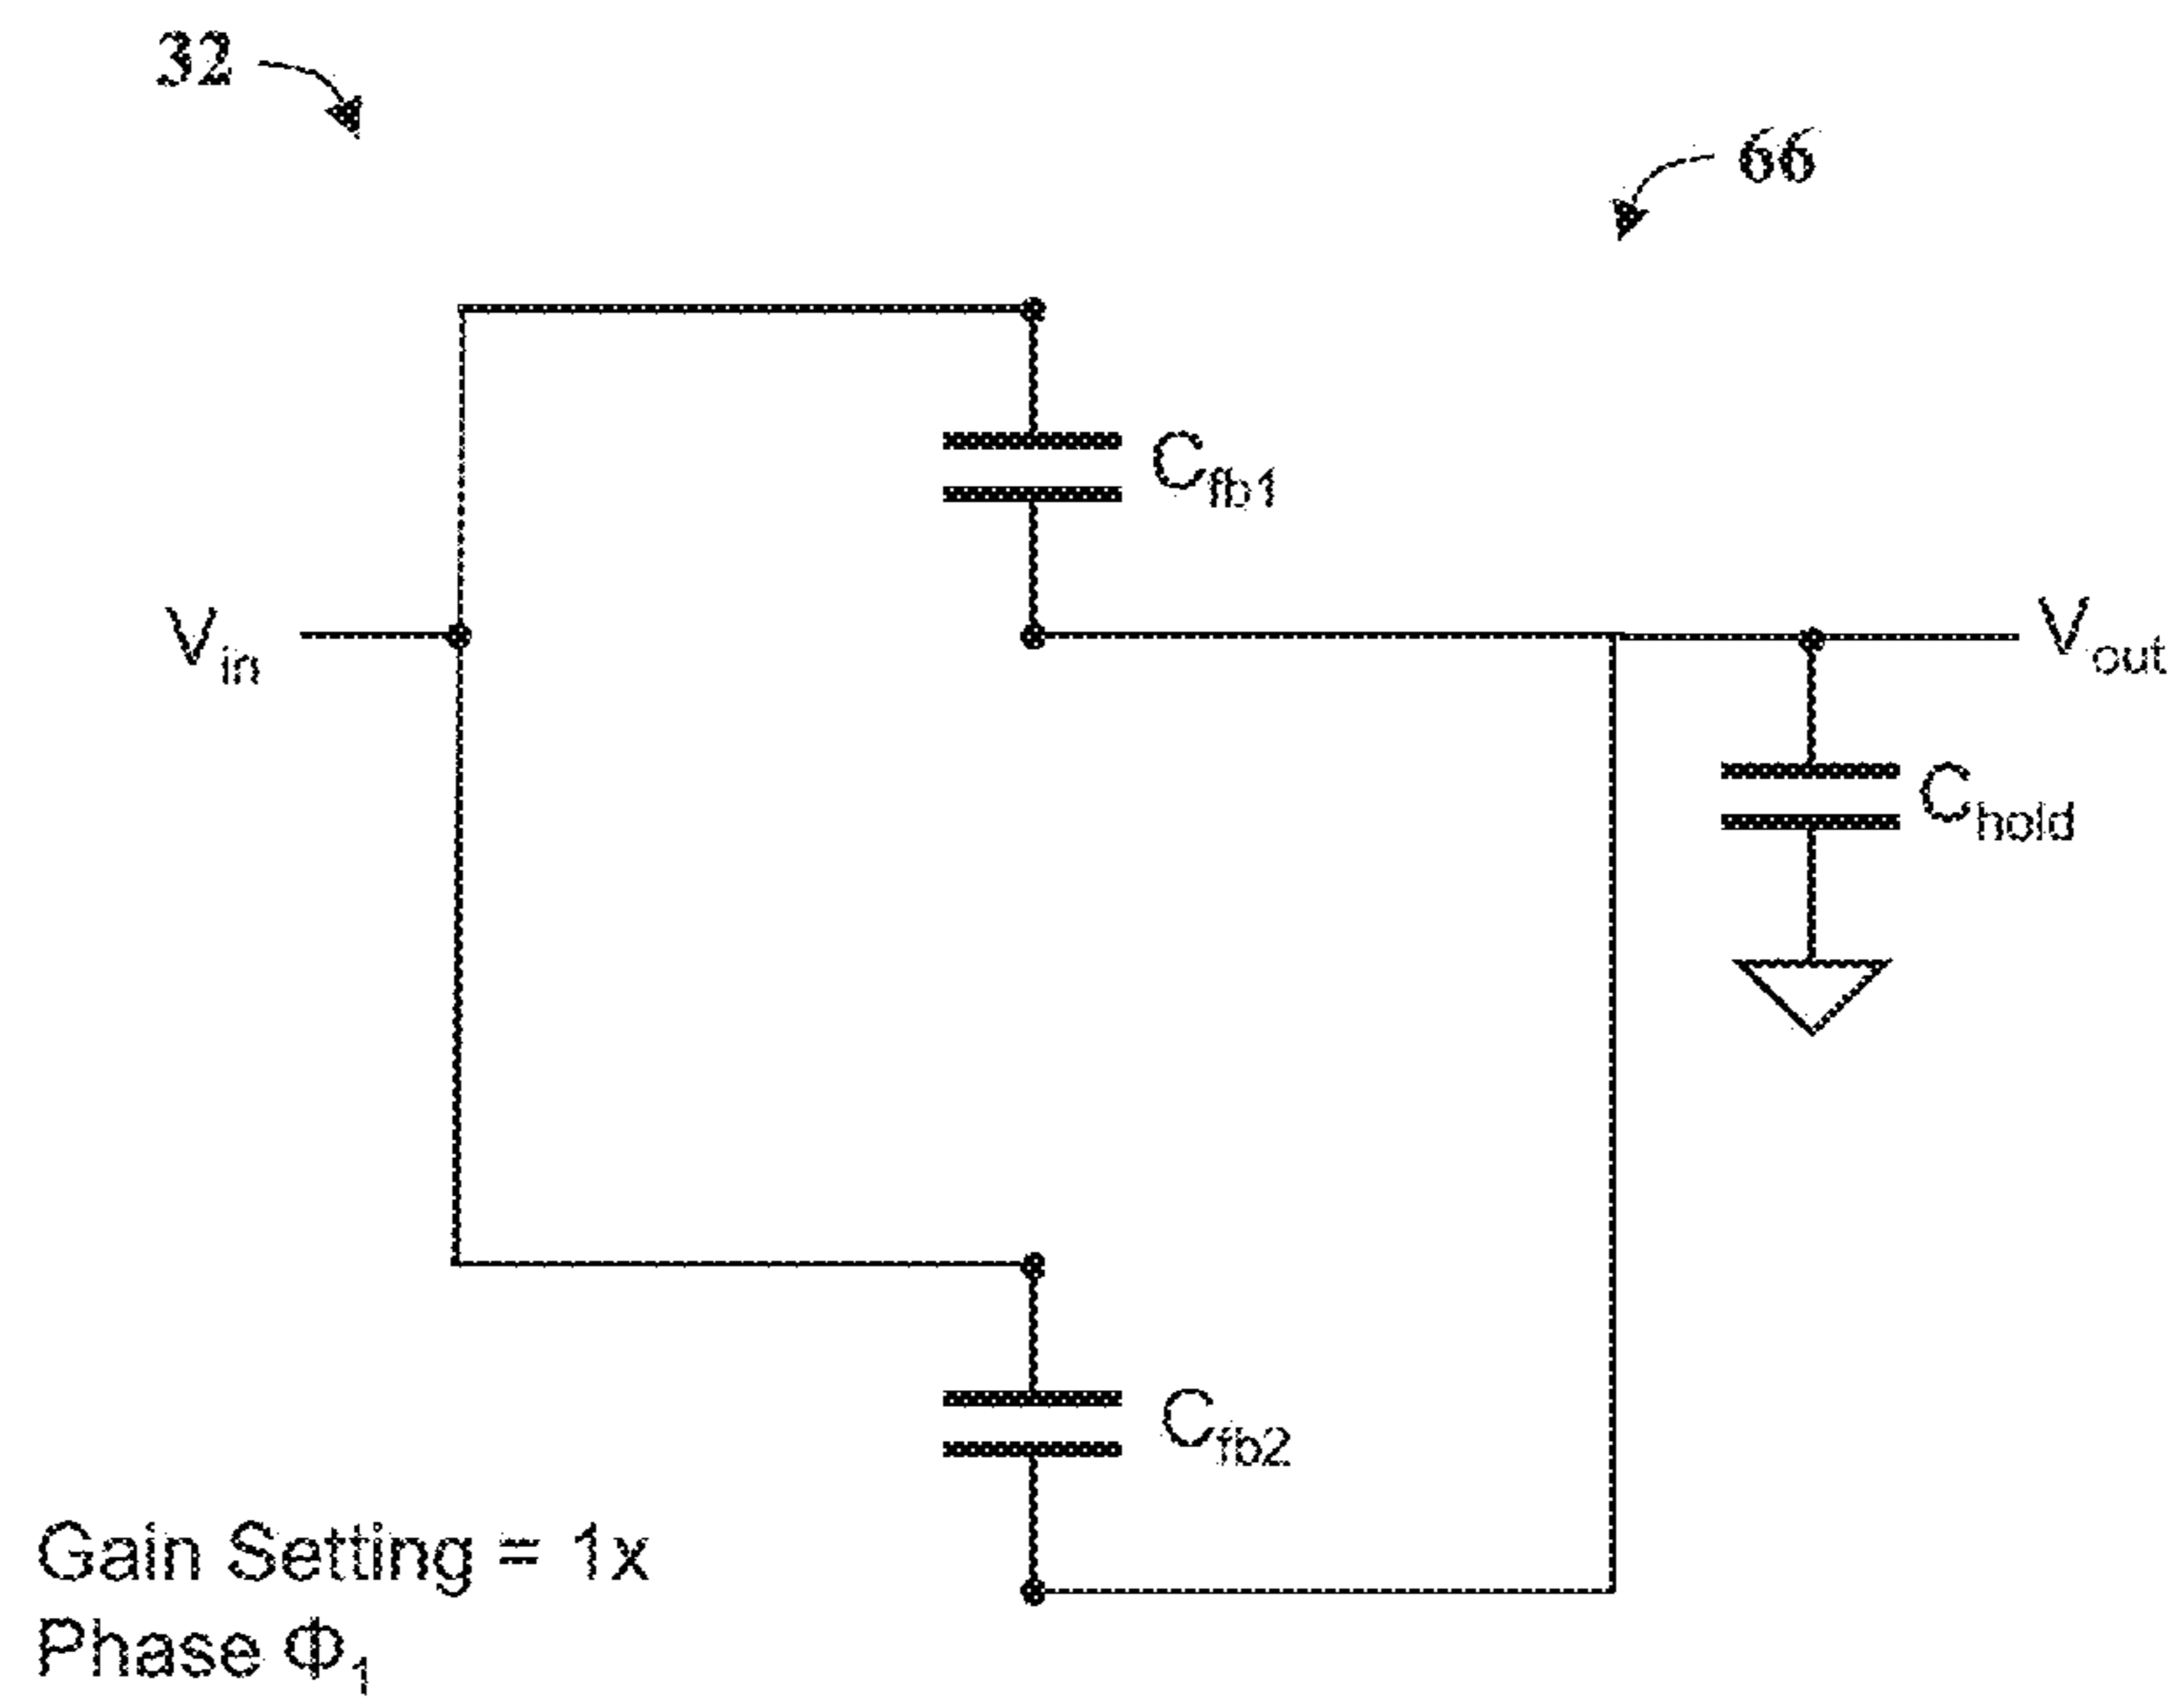 32
66
Cfb1
Vin
Vout
Chold
Cfb2
Gain Setting = 1x
Phase Φ1